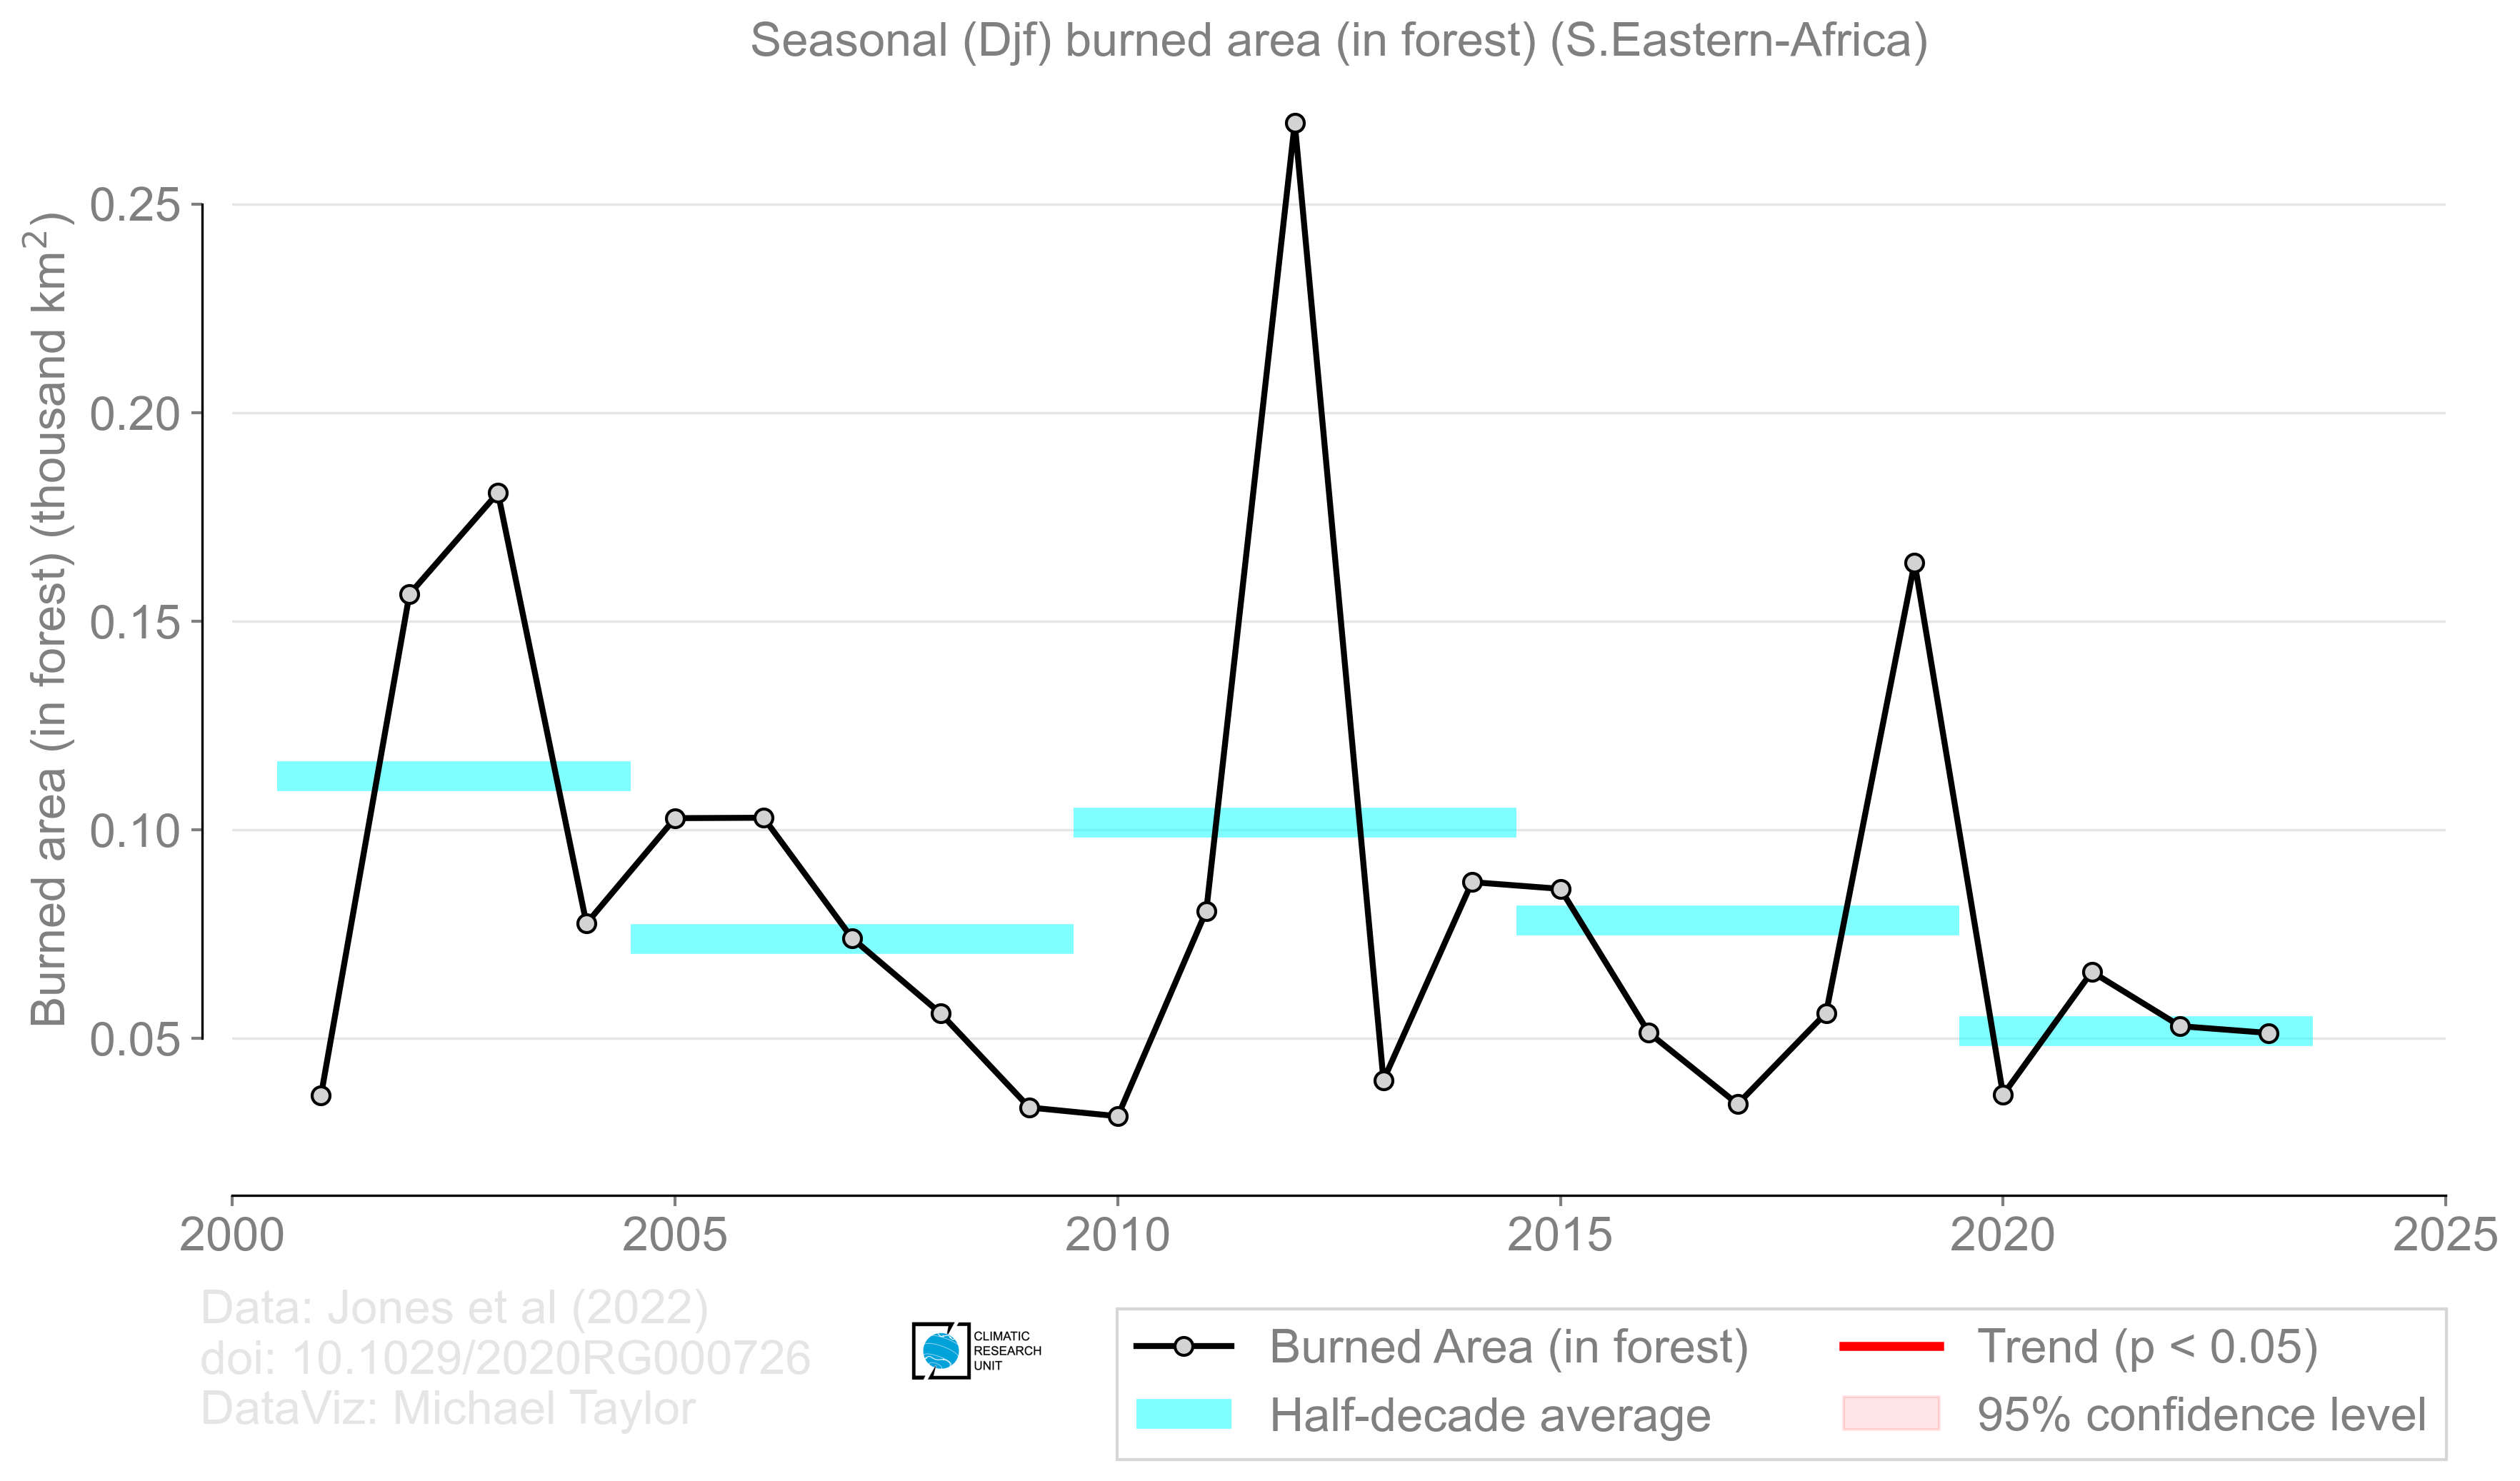 Seasonal (Djf) burned area (in forest) (S.Eastern-Africa)
Burned area (in forest) (thousand km²)
0.25
0.20
0.15
0.10
0.05
2000 2005 2010 2015 2020 2025
Data: Jones et al (2022)
doi: 10.1029/2020RG000726
DataViz: Michael Taylor
CLIMATIC
RESEARCH
UNIT
Burned Area (in forest)
Half-decade average
Trend (p < 0.05)
95% confidence level